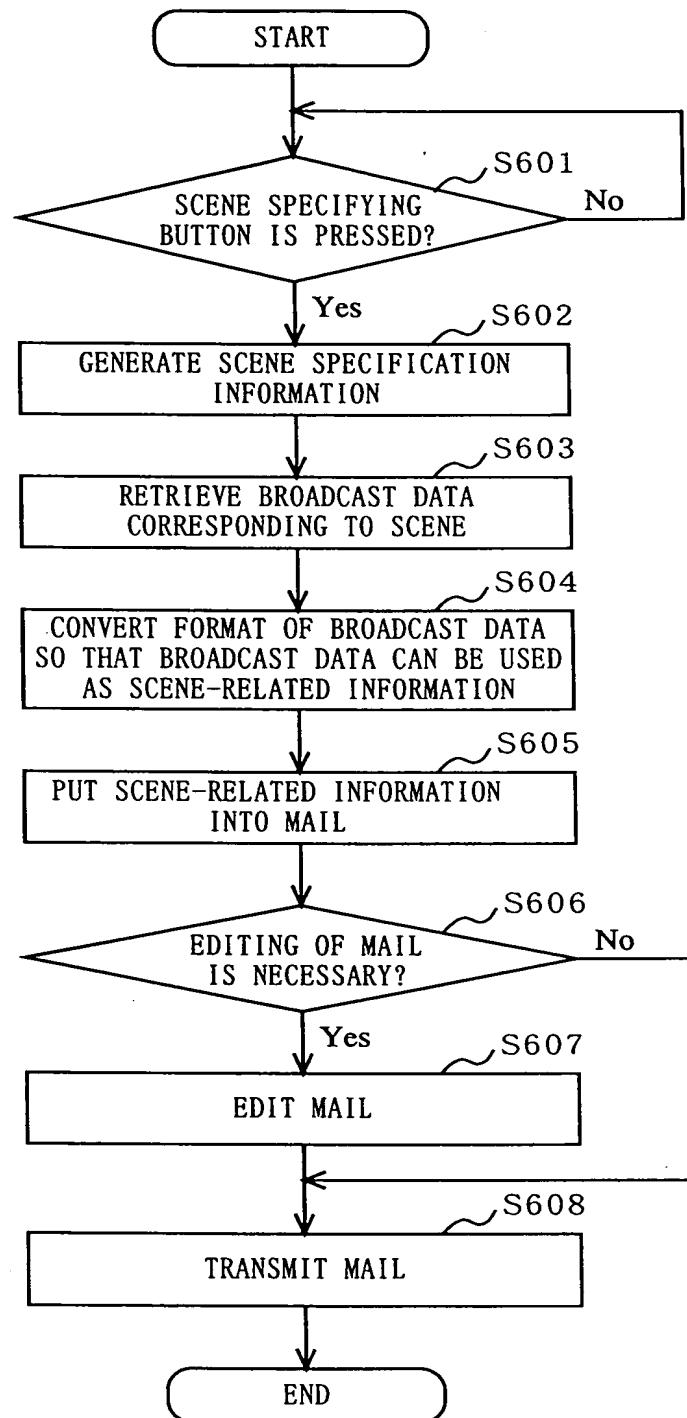 START
S601
SCENE SPECIFYING
BUTTON IS PRESSED?
No
Yes
S602
GENERATE SCENE SPECIFICATION
INFORMATION
S603
RETRIEVE BROADCAST DATA
CORRESPONDING TO SCENE
S604
CONVERT FORMAT OF BROADCAST DATA
SO THAT BROADCAST DATA CAN BE USED
AS SCENE-RELATED INFORMATION
S605
PUT SCENE-RELATED INFORMATION
INTO MAIL
S606
EDITING OF MAIL
IS NECESSARY?
No
Yes
S607
EDIT MAIL
S608
TRANSMIT MAIL
END